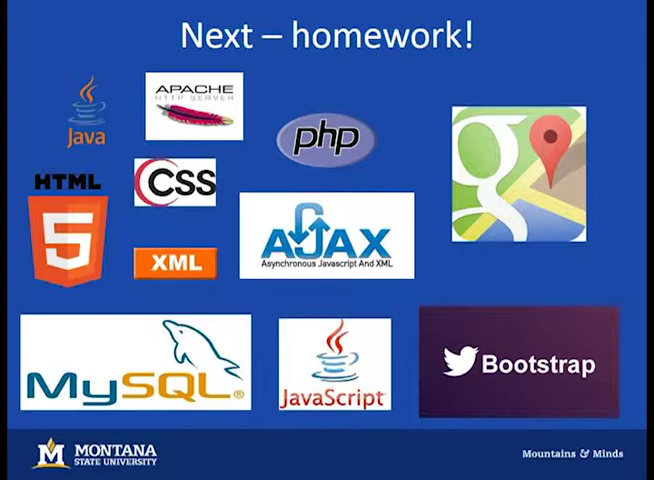 Next – homework!
Java
APACHE
HTTP SERVER
php
g
HTML
5
CSS
XML
AJAX
Asynchronous Javascript And XML
MySQL®
JavaScript
Bootstrap
M
MONTANA
STATE UNIVERSITY
Mountains & Minds